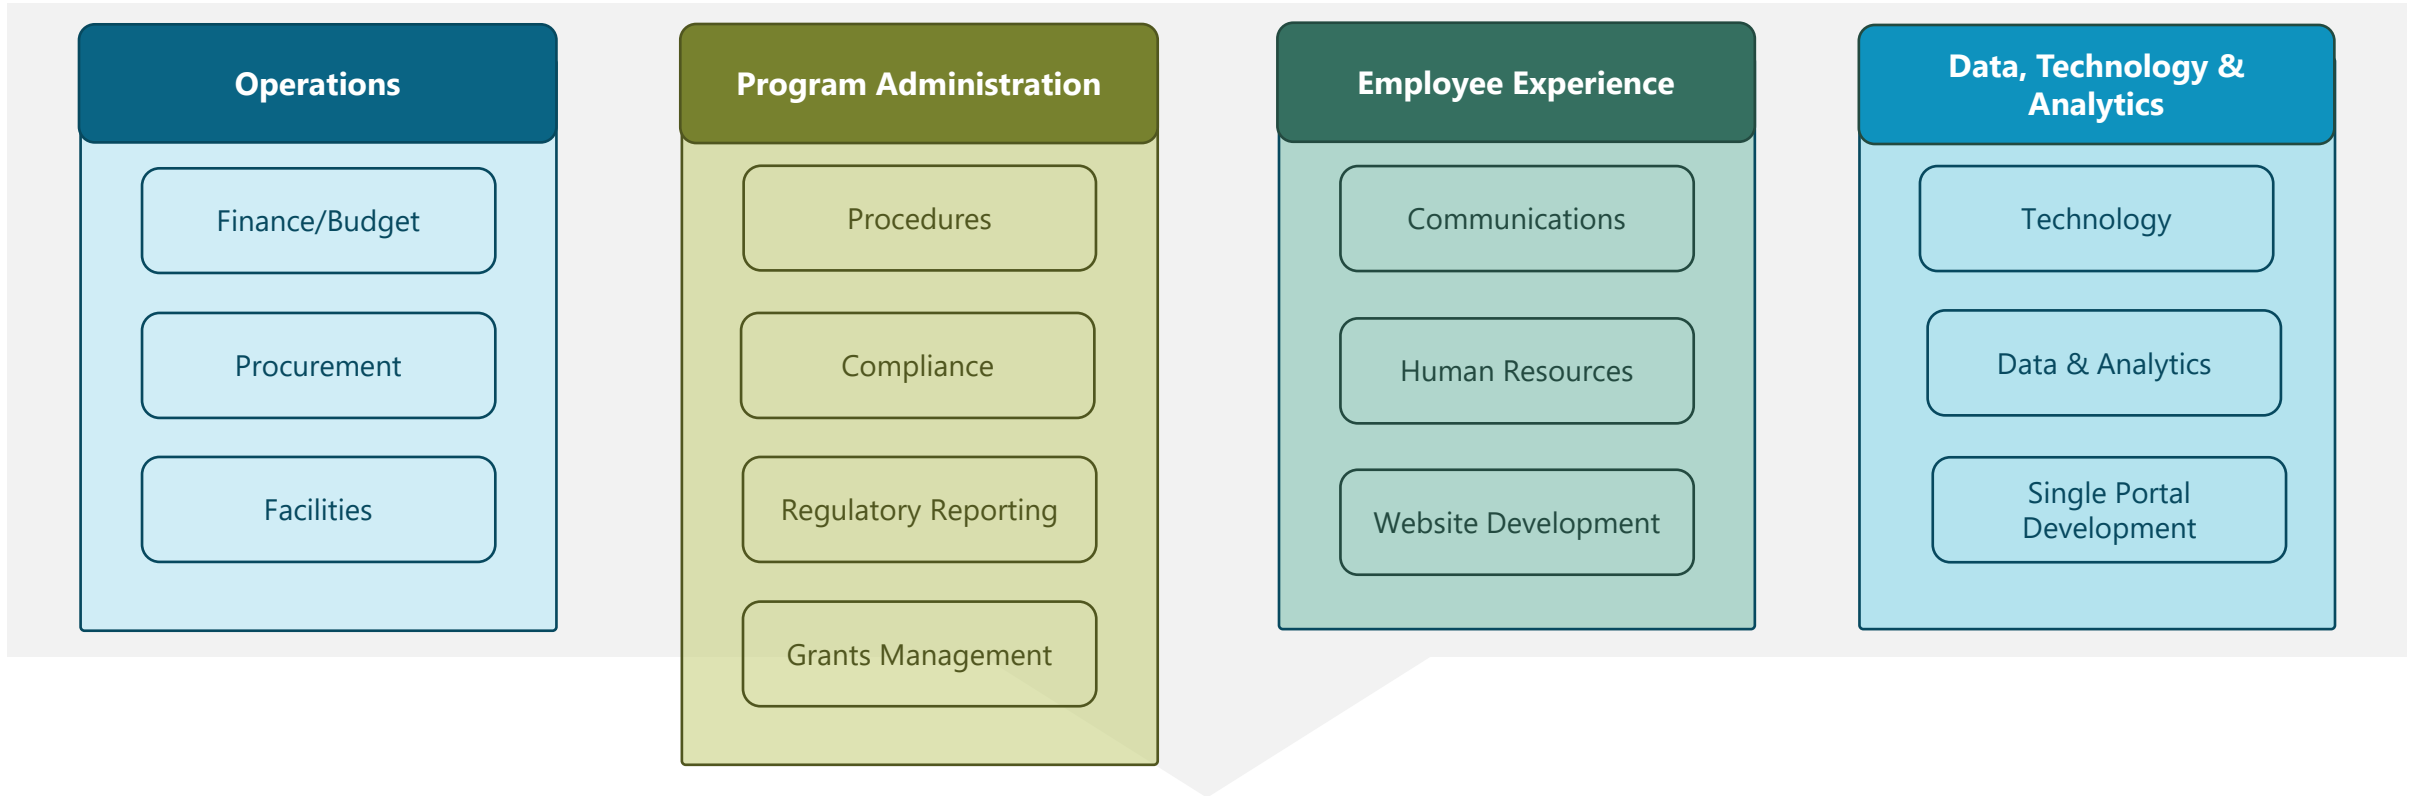 Operations
Finance/Budget
Procurement
Facilities
Program Administration
Procedures
Compliance
Regulatory Reporting
Grants Management
Employee Experience
Communications
Human Resources
Website Development
Data, Technology &
Analytics
Technology
Data & Analytics
Single Portal
Development